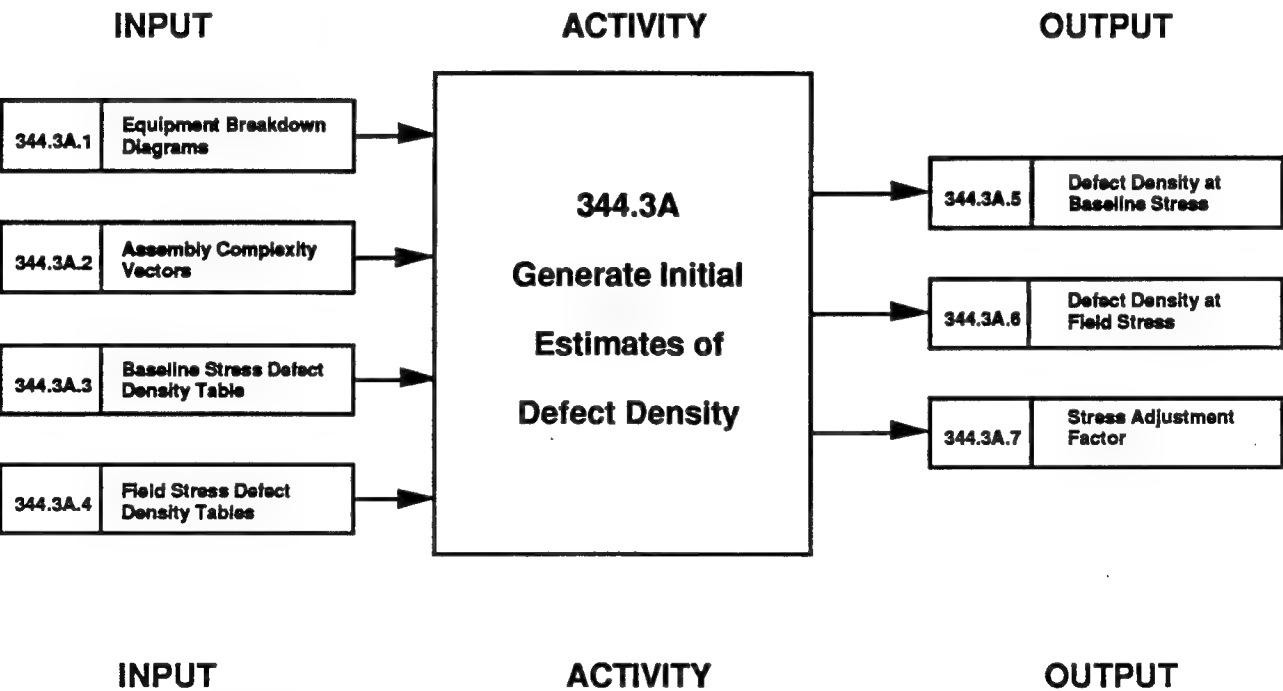 INPUT
ACTIVITY
OUTPUT
344.3A.1
Equipment Breakdown
Diagrams
344.3A.2
Assembly Complexity
Vectors
344.3A.3
Baseline Stress Defect
Density Table
344.3A.4
Field Stress Defect
Density Tables
344.3A
Generate Initial
Estimates of
Defect Density
344.3A.5
Defect Density at
Baseline Stress
344.3A.6
Defect Density at
Field Stress
344.3A.7
Stress Adjustment
Factor
INPUT
ACTIVITY
OUTPUT